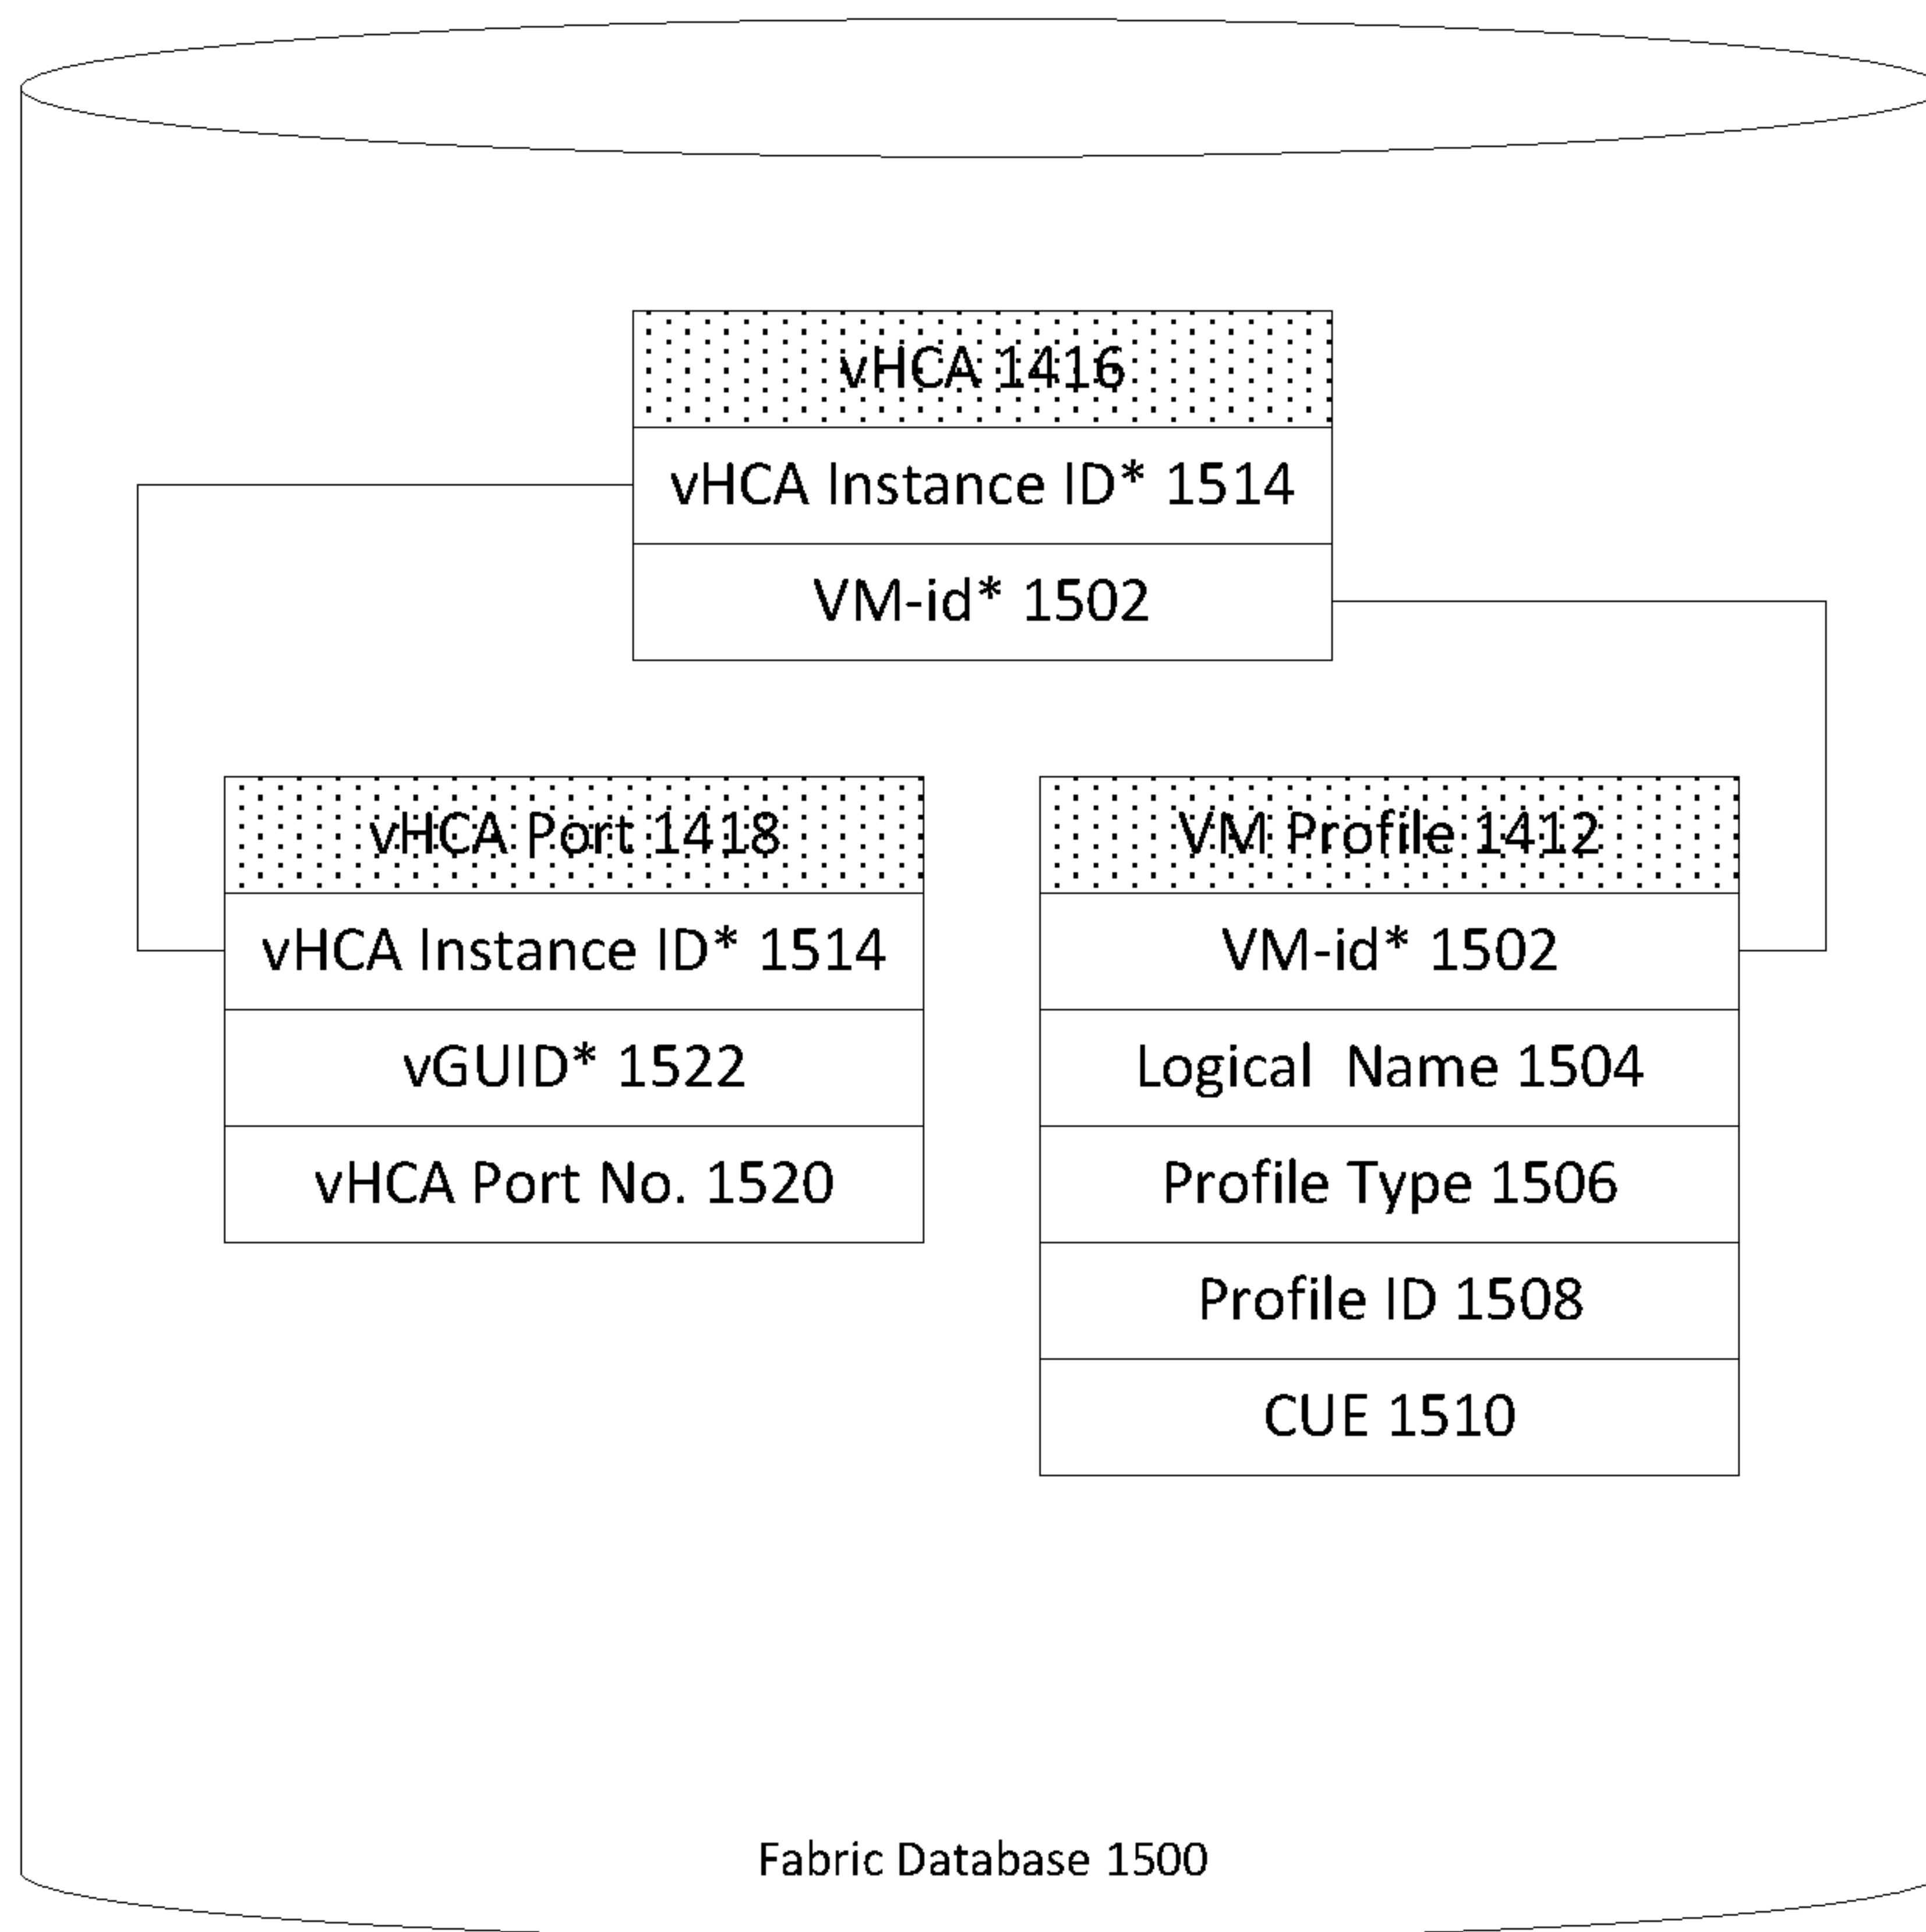 vHCA 1416
vHCA Instance ID* 1514
VM-id* 1502
vHCA Port 1418
vHCA Instance ID* 1514
vGUID* 1522
vHCA Port No. 1520
VM Profile 1412
VM-id* 1502
Logical Name 1504
Profile Type 1506
Profile ID 1508
CUE 1510
Fabric Database 1500